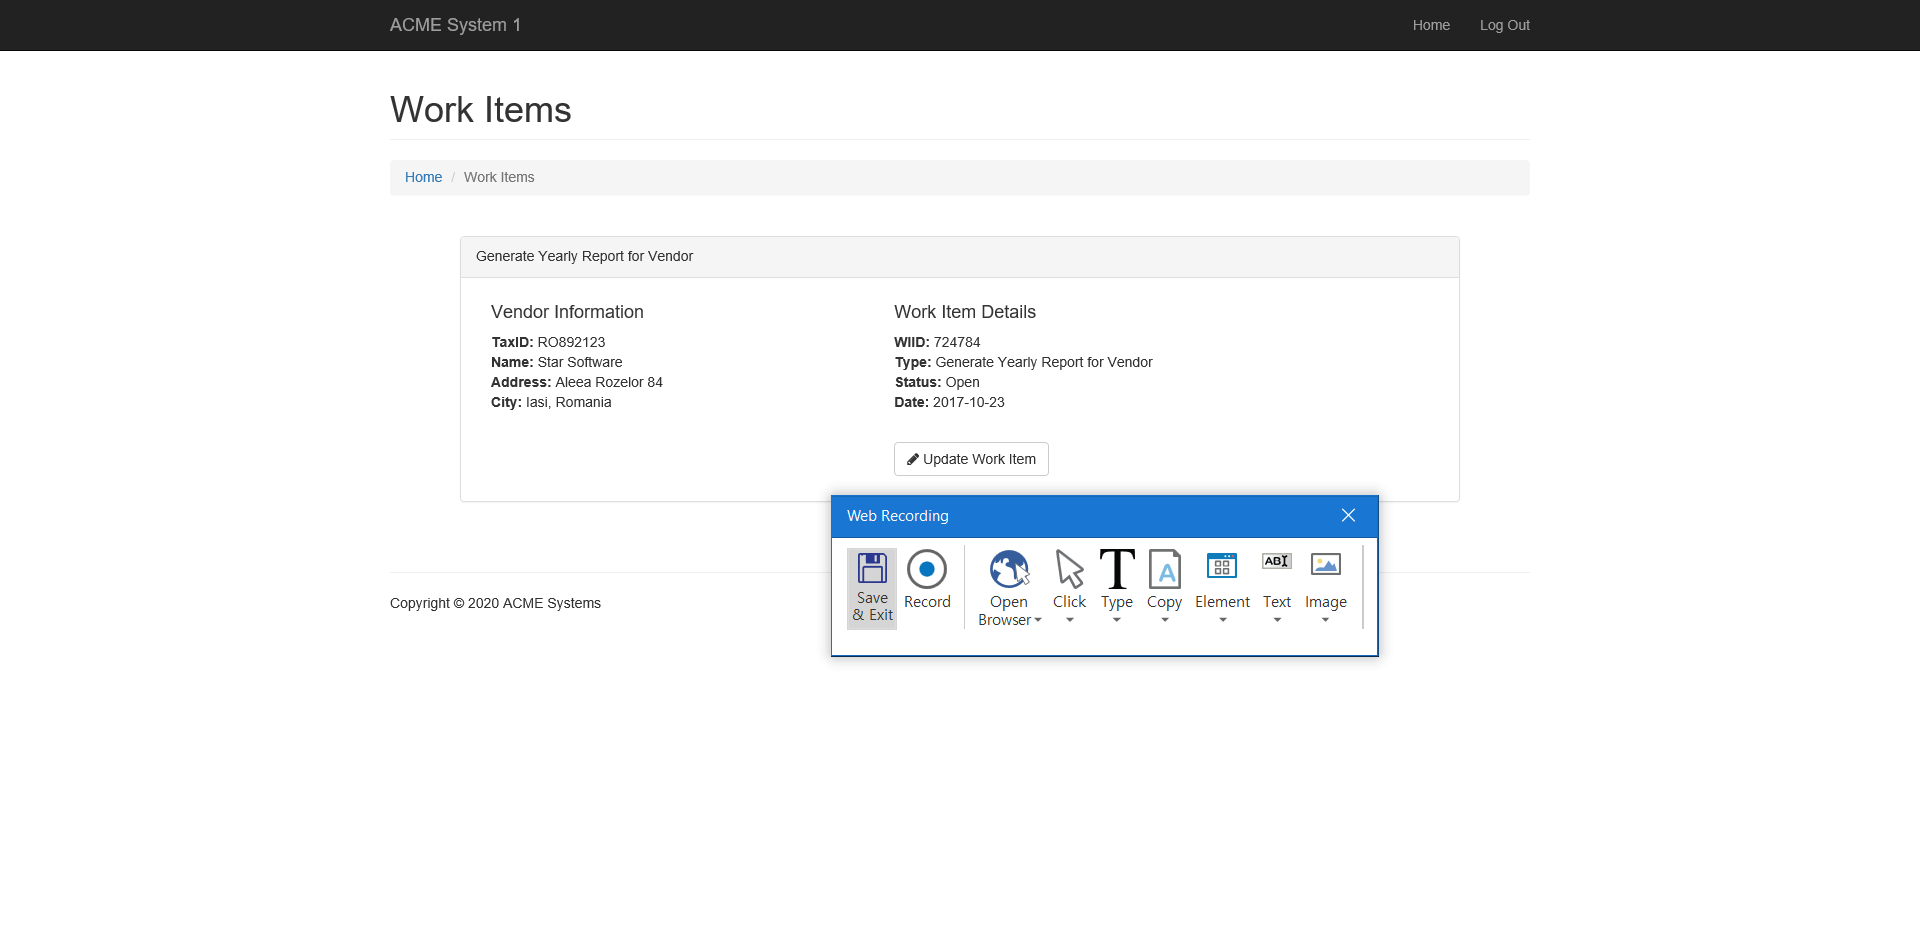 ACME System 1
Home
Log Out
Work Items
Home / Work Items
Generate Yearly Report for Vendor
Vendor Information
TaxID: RO892123
Name: Star Software
Address: Aleea Rozelor 84
City: Iasi, Romania
Work Item Details
WIID: 724784
Type: Generate Yearly Report for Vendor
Status: Open
Date: 2017-10-23
Update Work Item
Web Recording
Save
& Exit
Record
Open
Browser
Click
T
Type
A
Copy
Element
AB
Text
Image
Copyright © 2020 ACME Systems